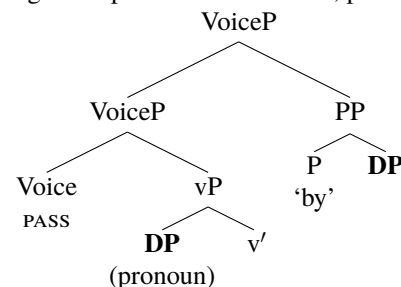 VoiceP
VoiceP PP
P DP
Voice vP
‘by’
PASS
DP v′
(pronoun)